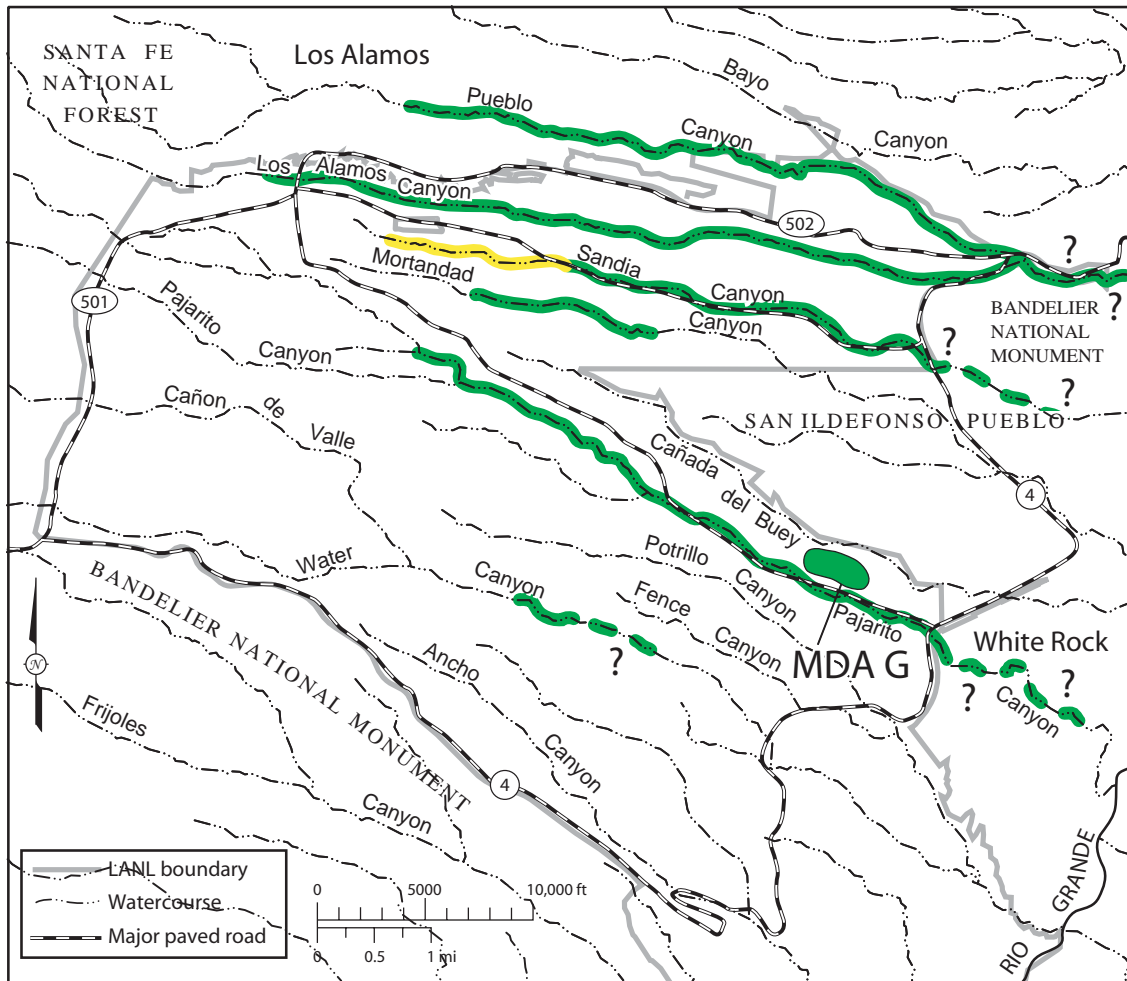 SANTA FE
NATIONAL
FOREST
Los Alamos
Bayo
Canyon
Pueblo
Canyon
Los Alamos Canyon
502
Sandia
Canyon
Mortandad
Canyon
501
Pajarito
Canyon
Cañon
de
Valle
?
?
BANDELIER
NATIONAL
MONUMENT
?
?
SAN ILDEFONSO PUEBLO
Cañada
del
Buey
4
Water
Canyon
?
Potrillo
Canyon
Fence
Canyon
Pajarito
Canyon
MDA G
White Rock
?
?
BANDELIER NATIONAL MONUMENT
Ancho
Canyon
Frijoles
Canyon
4
N
RIO GRANDE
LANL boundary
Watercourse
Major paved road
0 5000 10,000 ft
0 0.5 1 mi